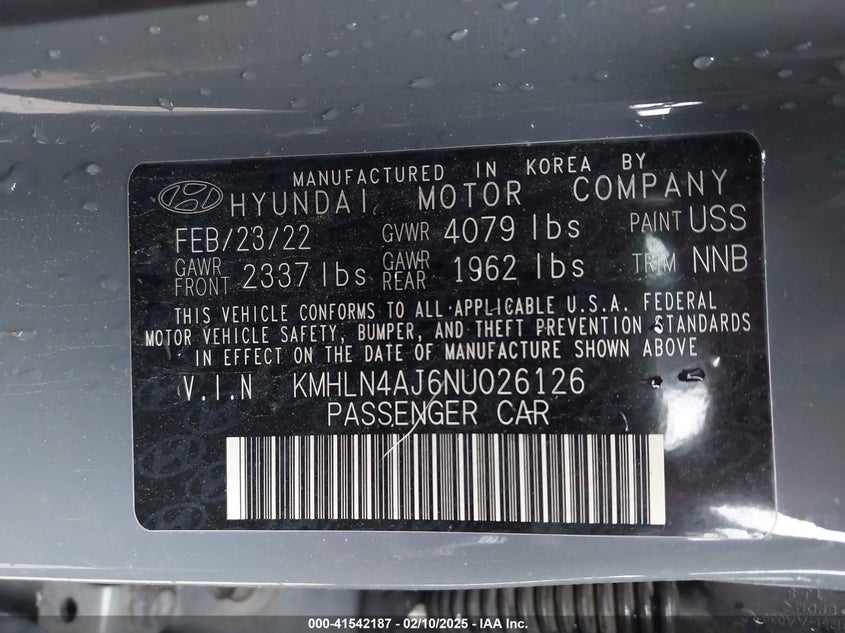 MANUFACTURED IN KOREA BY
HYUNDAI MOTOR COMPANY
FEB/23/22 GVWR 4079 lbs PAINT USS
GAWR FRONT 2337 lbs GAWR REAR 1962 lbs TRIM NNB
THIS VEHICLE CONFORMS TO ALL APPLICABLE U.S.A. FEDERAL
MOTOR VEHICLE SAFETY, BUMPER, AND THEFT PREVENTION STANDARDS
IN EFFECT ON THE DATE OF MANUFACTURE SHOWN ABOVE
V.I.N KMHLN4AJ6NU026126
PASSENGER CAR
000-41542187 - 02/10/2025 - IAA Inc.